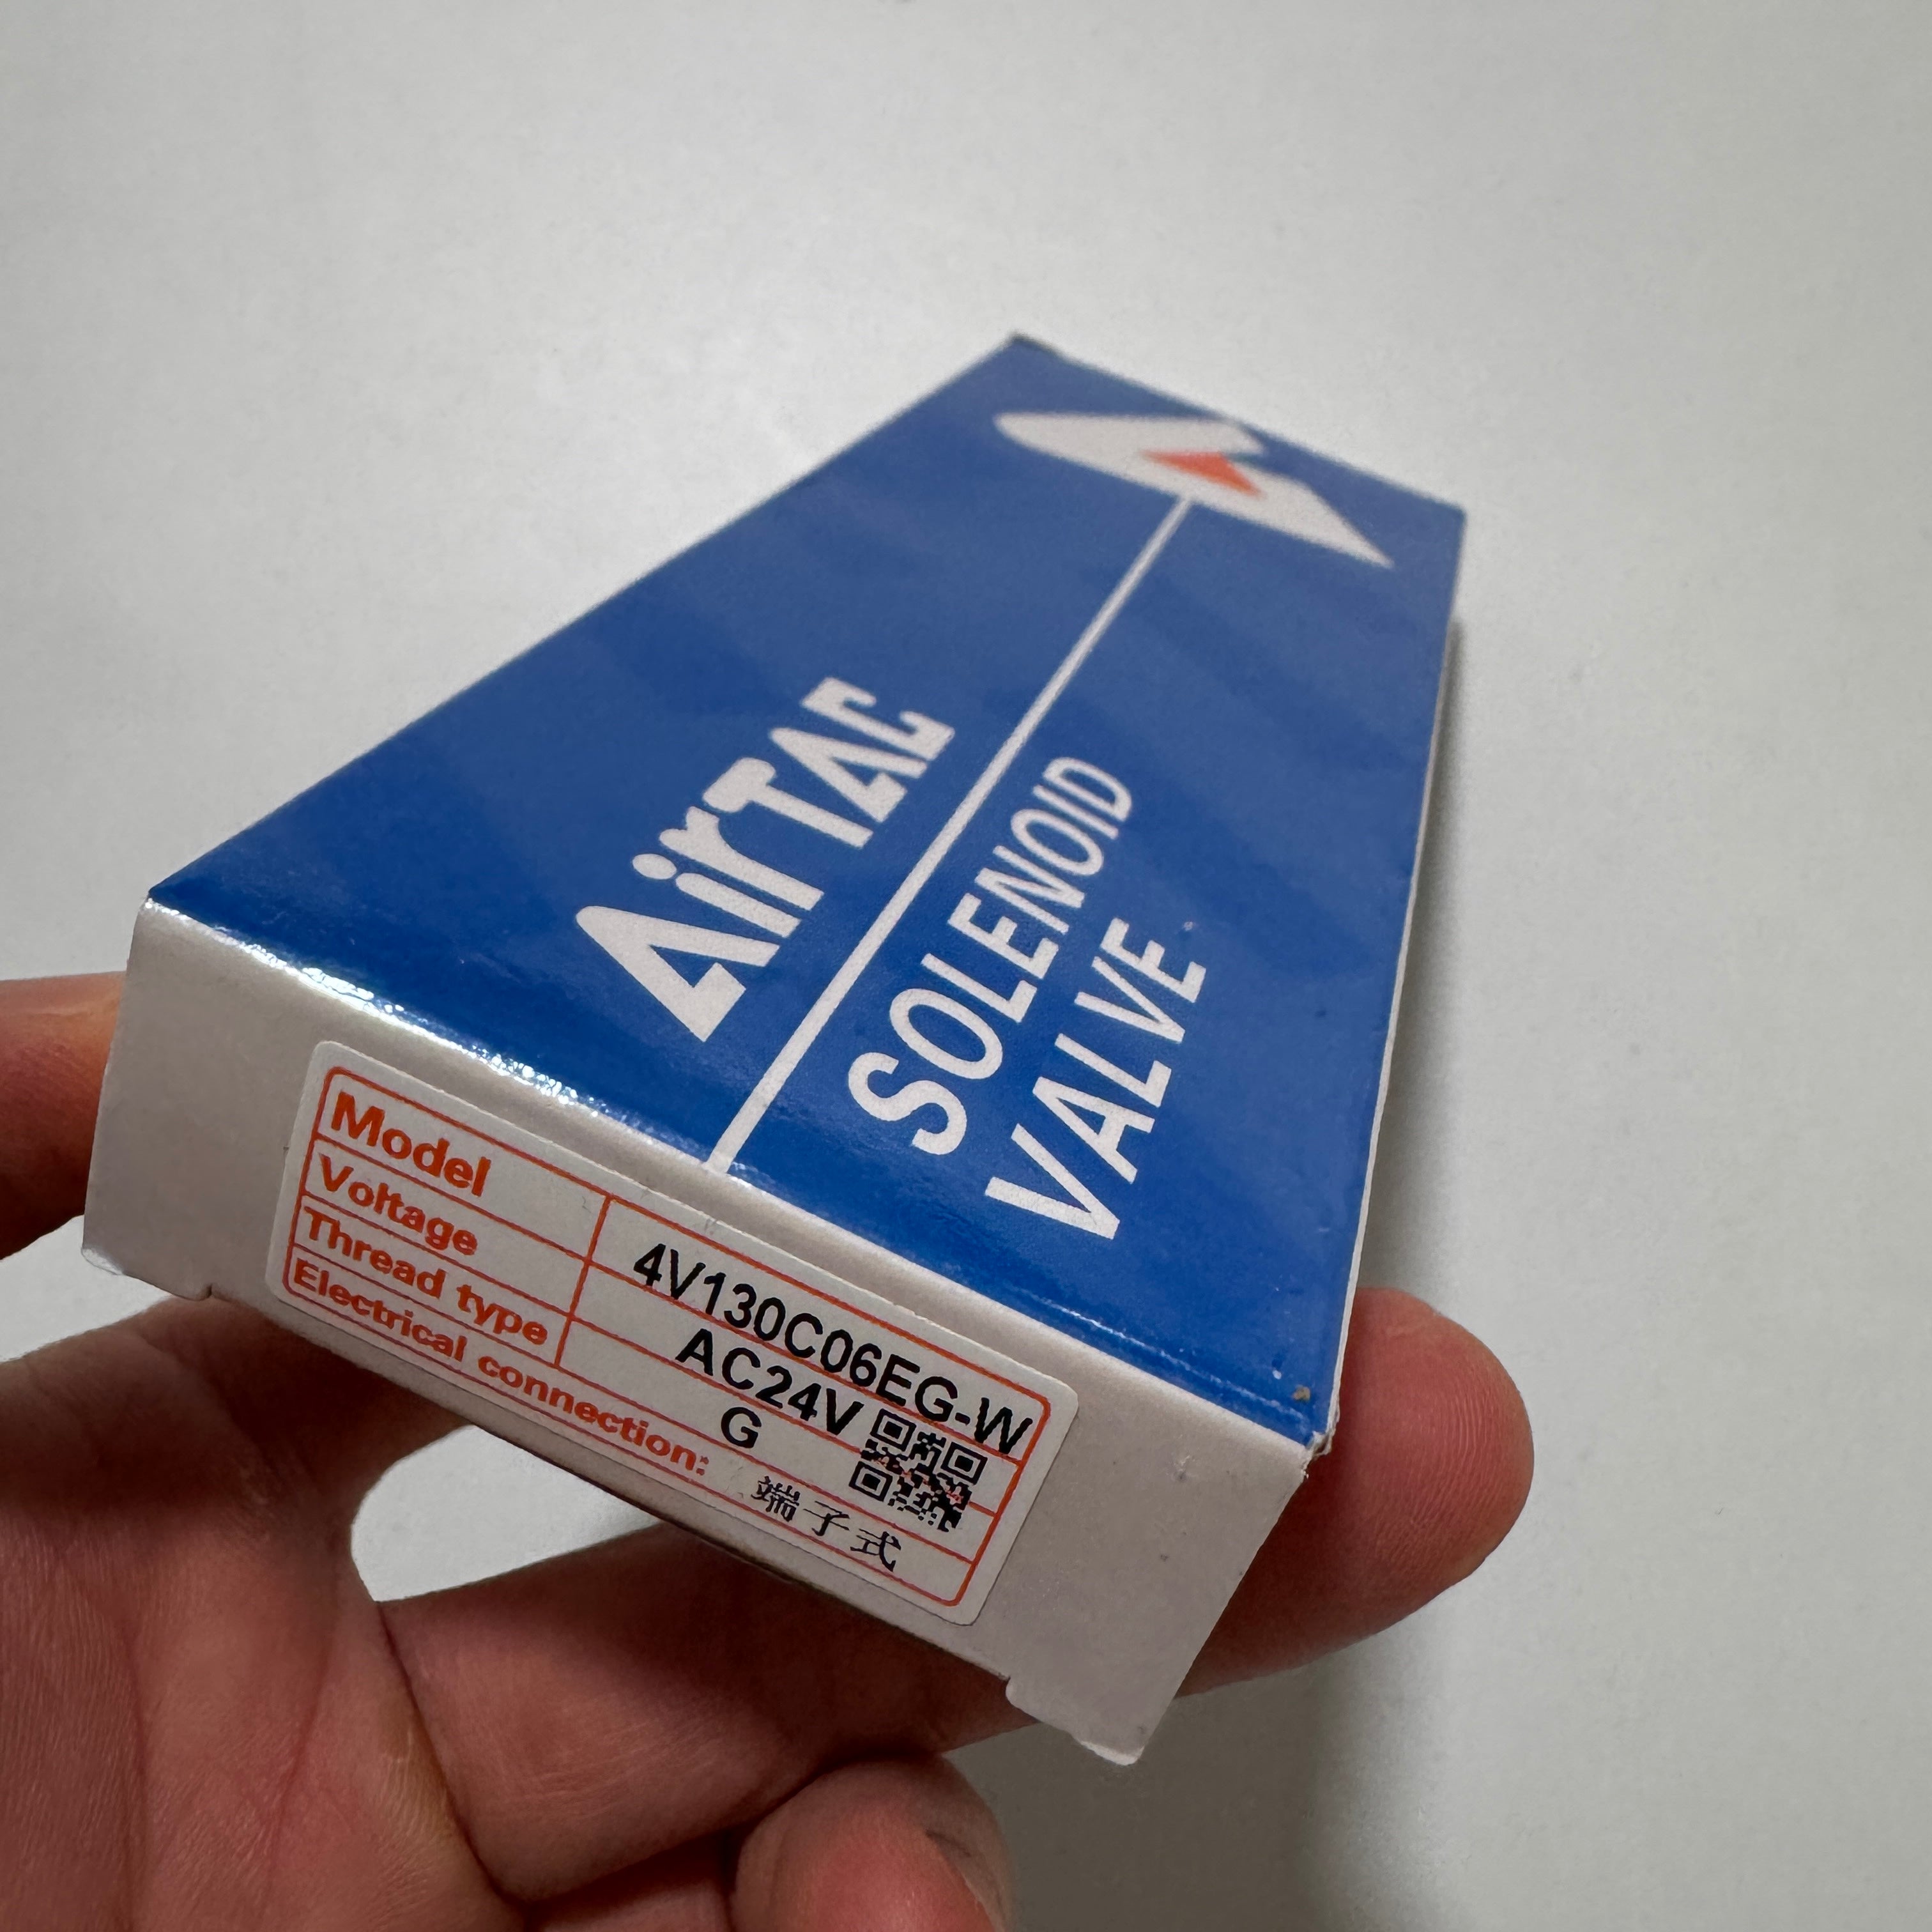 AirTAC
SOLENOID
VALVE
Model 4V130C06EG-W
Voltage AC24V
Thread type G
Electrical connection: 端子式